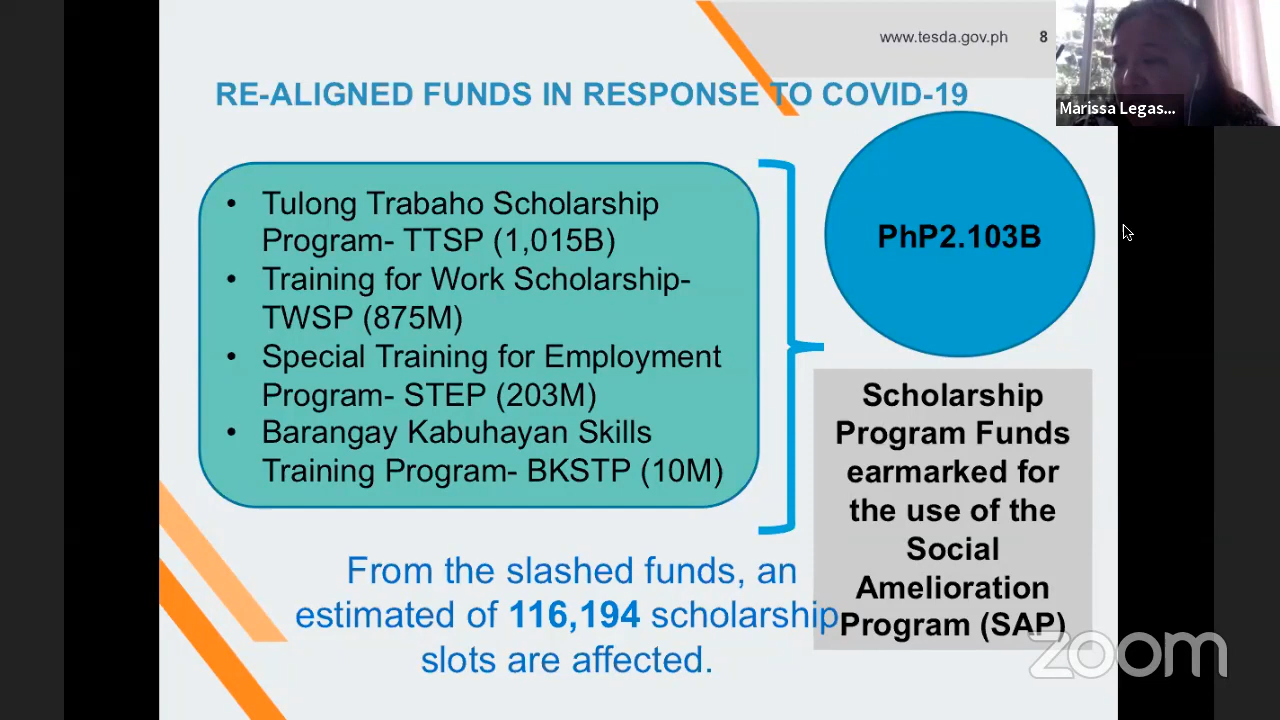 www.tesda.gov.ph 8
Marissa Legas...
RE-ALIGNED FUNDS IN RESPONSE TO COVID-19
• Tulong Trabaho Scholarship
Program- TTSP (1,015B)
• Training for Work Scholarship-
TWSP (875M)
• Special Training for Employment
Program- STEP (203M)
• Barangay Kabuhayan Skills
Training Program- BKSTP (10M)
PhP2.103B
Scholarship
Program Funds
earmarked for
the use of the
Social
Amelioration
Program (SAP)
From the slashed funds, an
estimated of 116,194 scholarship
slots are affected.
zoom